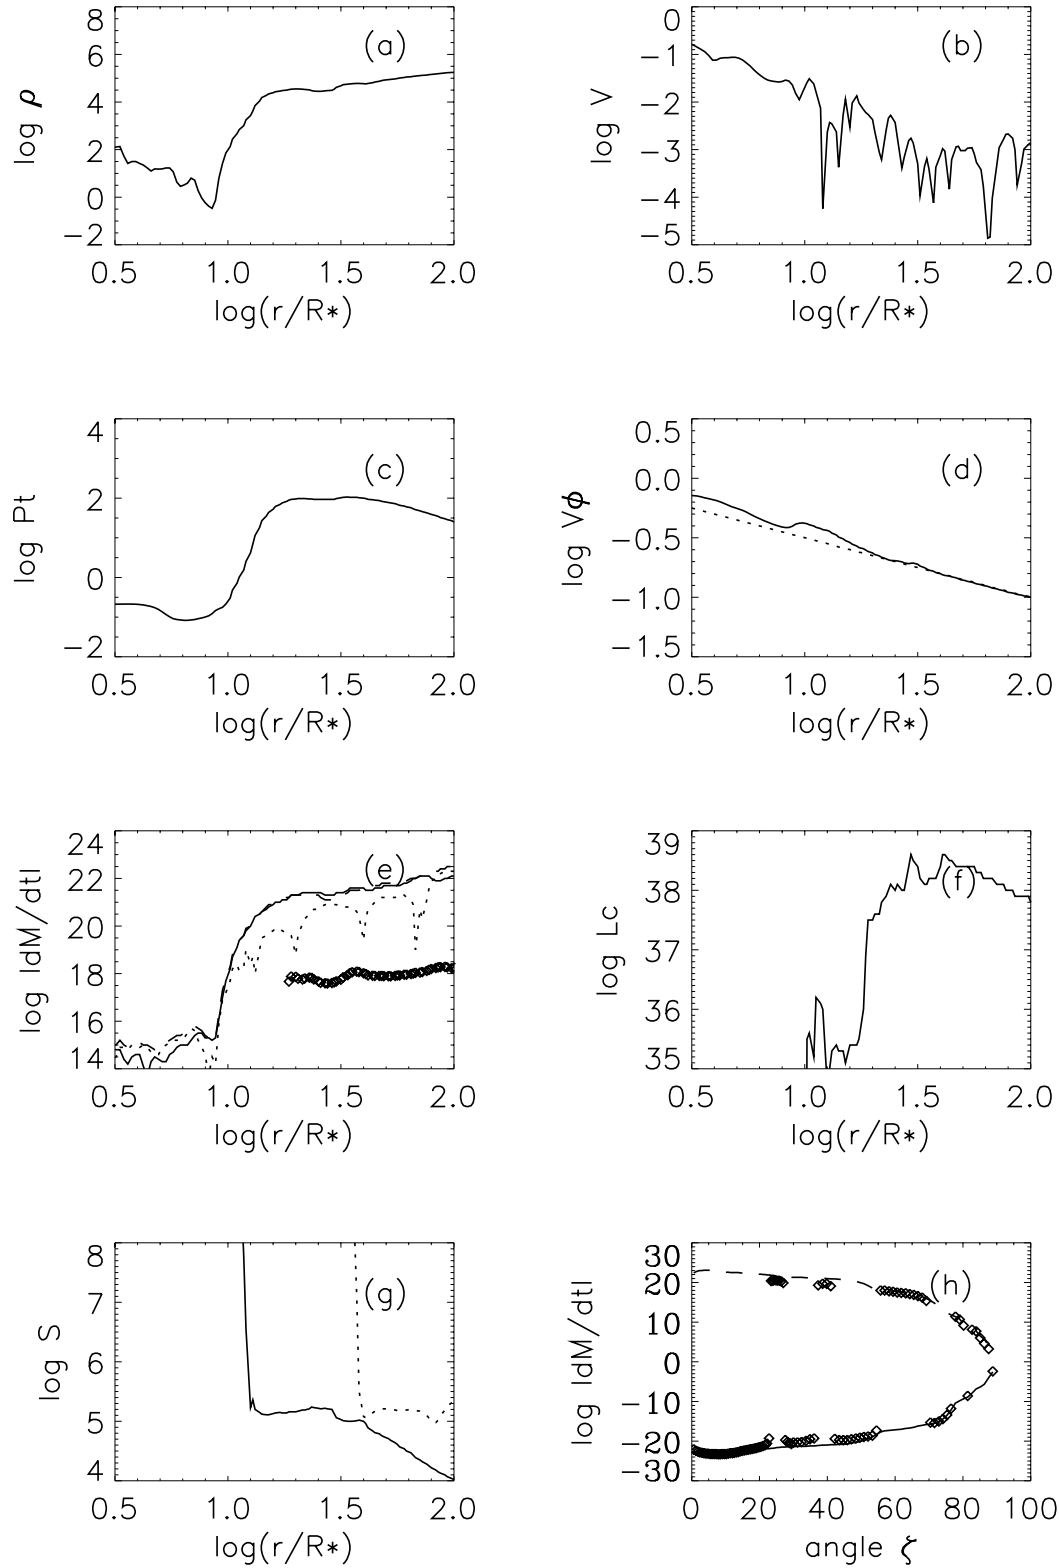 (a)
log ρ
8
6
4
2
0
−2
0.5 1.0 1.5 2.0
log(r/R*)
(b)
log V
0
−1
−2
−3
−4
−5
0.5 1.0 1.5 2.0
log(r/R*)
(c)
log Pt
4
2
0
−2
0.5 1.0 1.5 2.0
log(r/R*)
(d)
log Vϕ
0.5
0.0
−0.5
−1.0
−1.5
0.5 1.0 1.5 2.0
log(r/R*)
(e)
log ldM/dtl
24
22
20
18
16
14
0.5 1.0 1.5 2.0
log(r/R*)
(f)
log Lc
39
38
37
36
35
0.5 1.0 1.5 2.0
log(r/R*)
(g)
log S
8
7
6
5
4
0.5 1.0 1.5 2.0
log(r/R*)
(h)
log ldM/dtl
30
20
10
0
−10
−20
−30
0 20 40 60 80 100
angle ζ